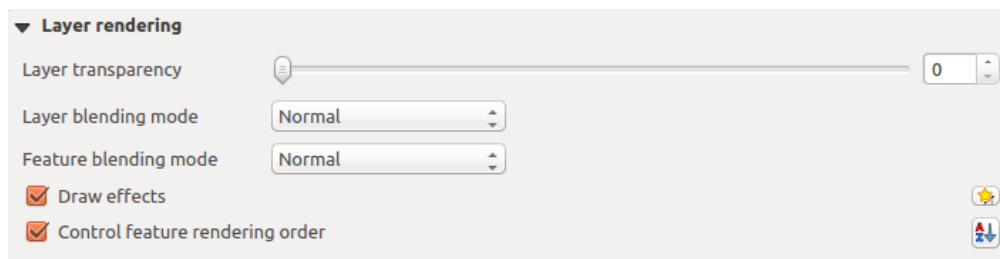 Layer rendering
Layer transparency 0
Layer blending mode Normal
Feature blending mode Normal
Draw effects
Control feature rendering order A Z